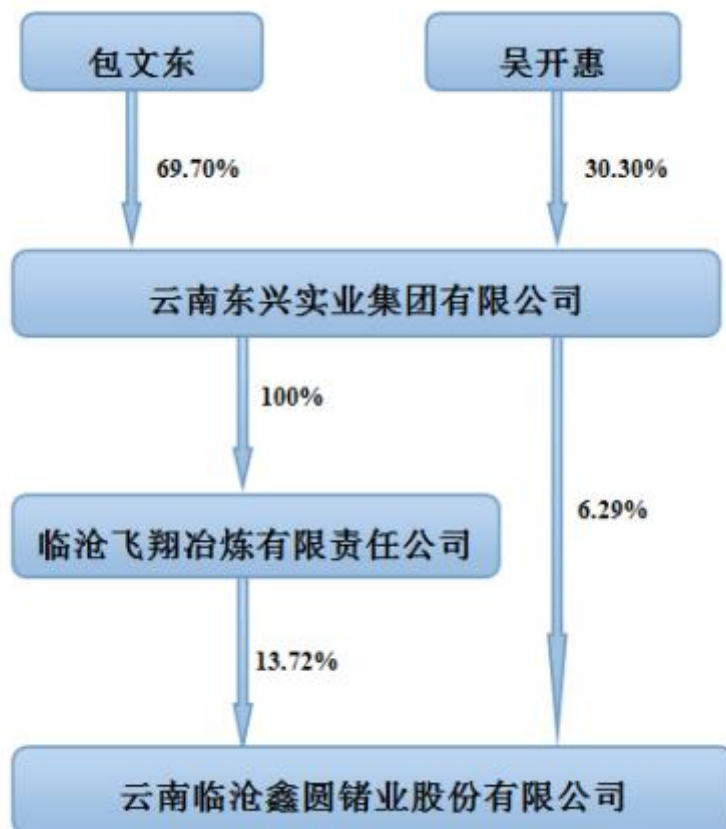 包文东
吴开惠
69.70%
30.30%
云南东兴实业集团有限公司
100%
临沧飞翔冶炼有限责任公司
6.29%
13.72%
云南临沧鑫圆锗业股份有限公司